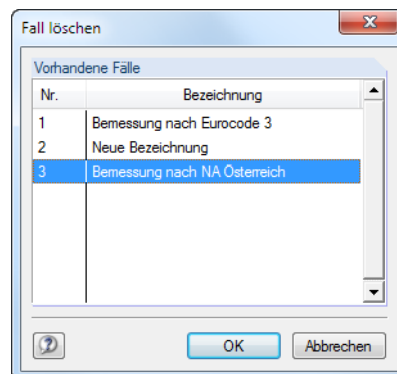 Fall löschen
Vorhandene Fälle
Nr. Bezeichnung
1 Bemessung nach Eurocode 3
2 Neue Bezeichnung
3 Bemessung nach NA Österreich
OK Abbrechen